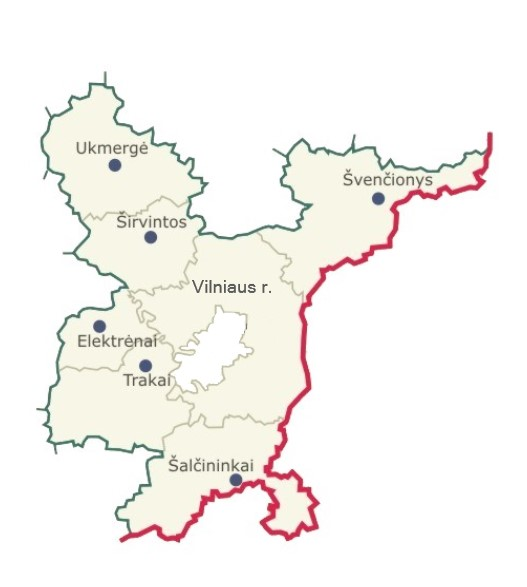 Ukmergė
Švenčionys
Širvintos
Vilniaus r.
Elektrėnai
Trakai
Šalčininkai